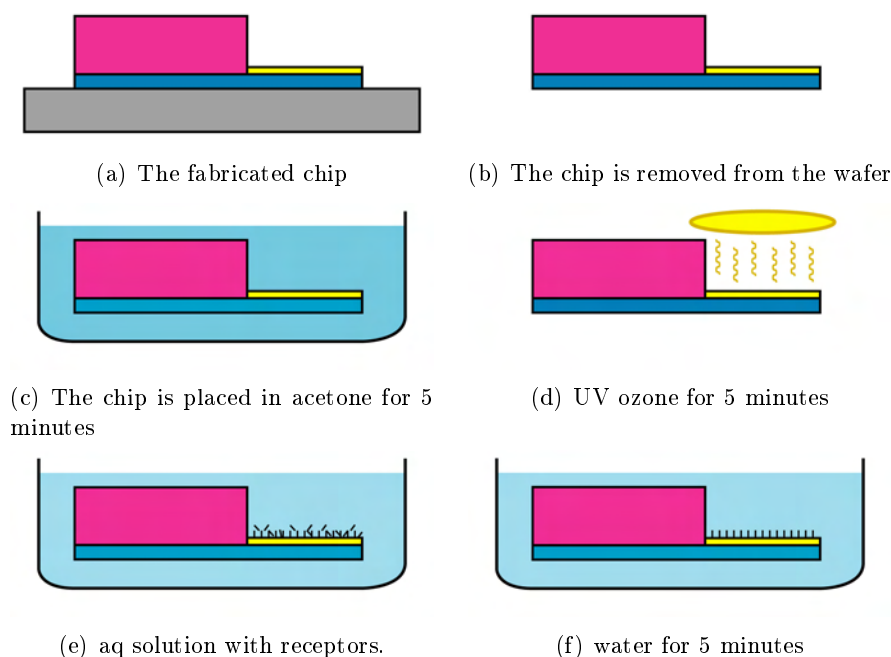 (a) The fabricated chip
(b) The chip is removed from the wafer
(c) The chip is placed in acetone for 5
minutes
(d) UV ozone for 5 minutes
(e) aq solution with receptors.
(f) water for 5 minutes